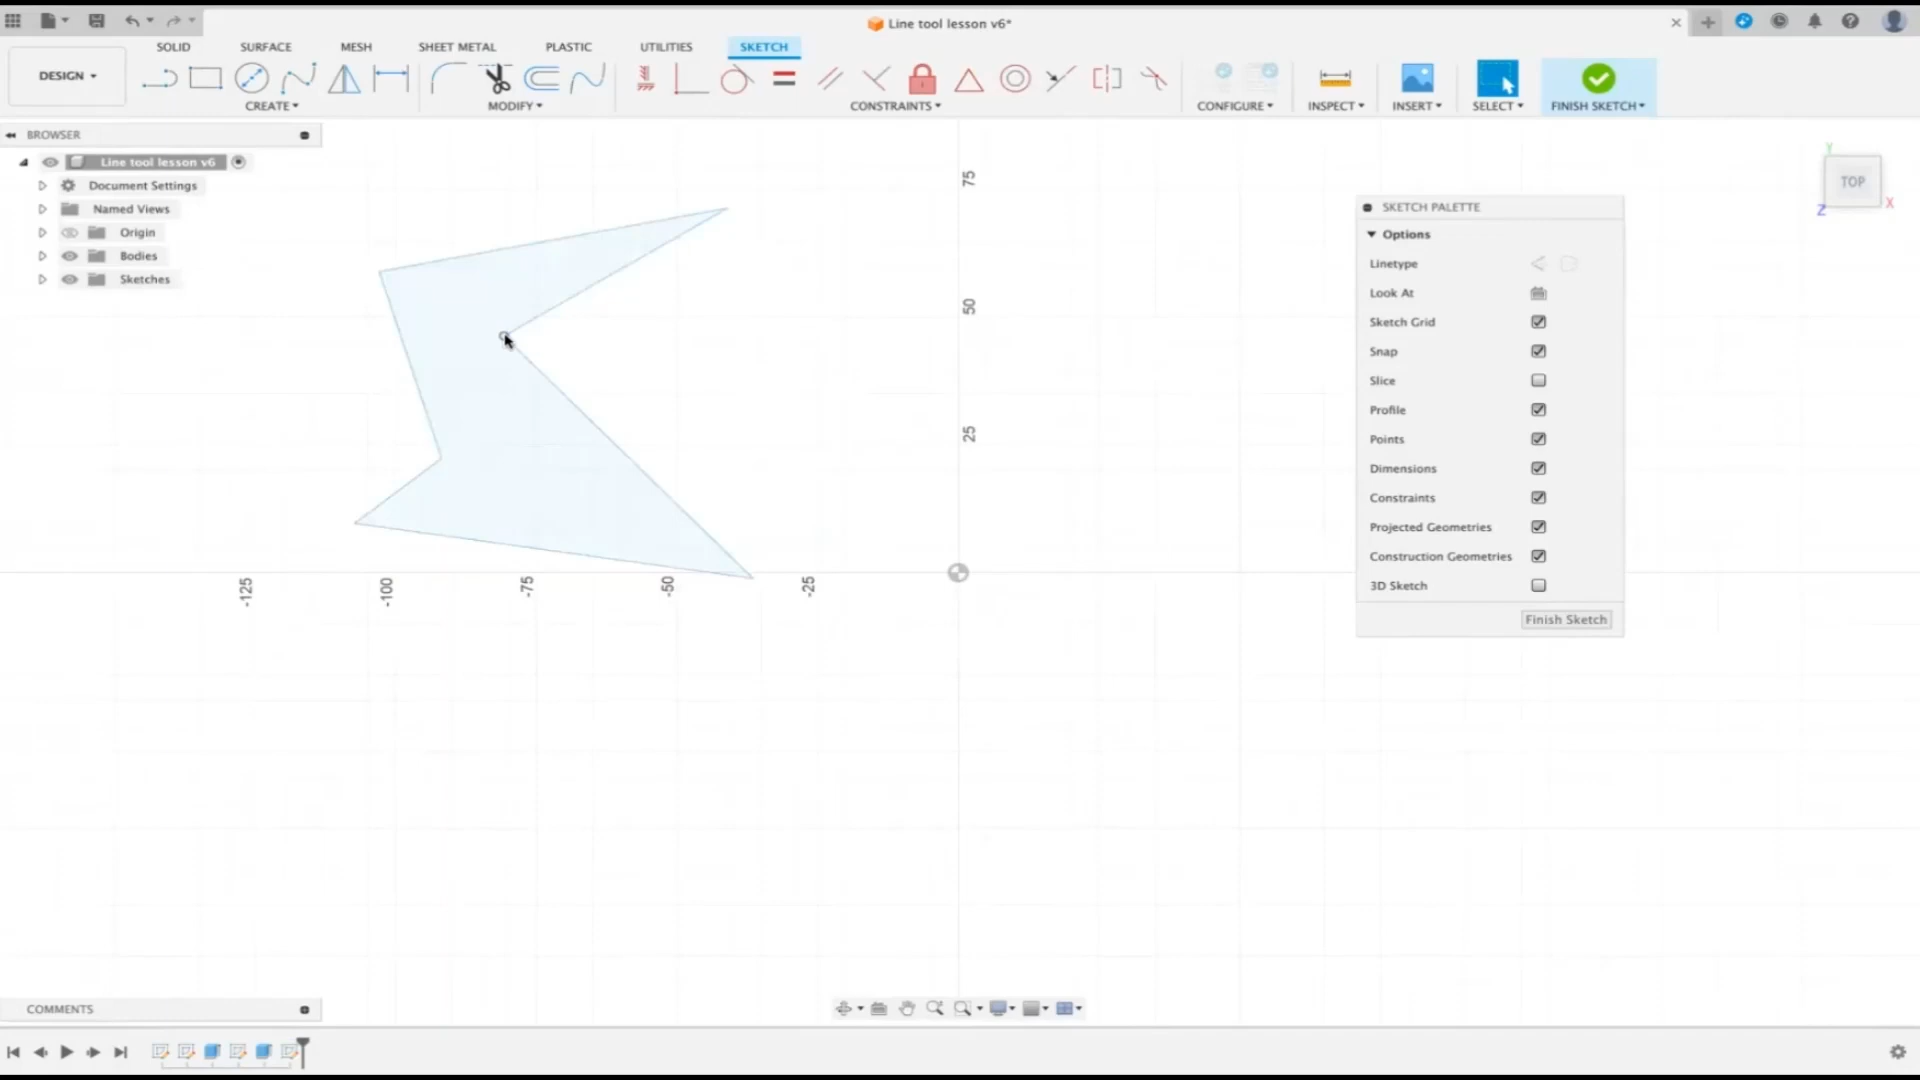 Line tool lesson v6*
SOLID SURFACE MESH SHEET METAL PLASTIC UTILITIES SKETCH
DESIGN
CREATE MODIFY CONSTRAINTS CONFIGURE INSPECT INSERT SELECT FINISH SKETCH
BROWSER
Line tool lesson v6
Document Settings
Named Views
Origin
Bodies
Sketches
75
50
25
-125 -100 -75 -50 -25
TOP
Y
X
Z
SKETCH PALETTE
Options
Linetype
Look At
Sketch Grid
Snap
Slice
Profile
Points
Dimensions
Constraints
Projected Geometries
Construction Geometries
3D Sketch
Finish Sketch
COMMENTS